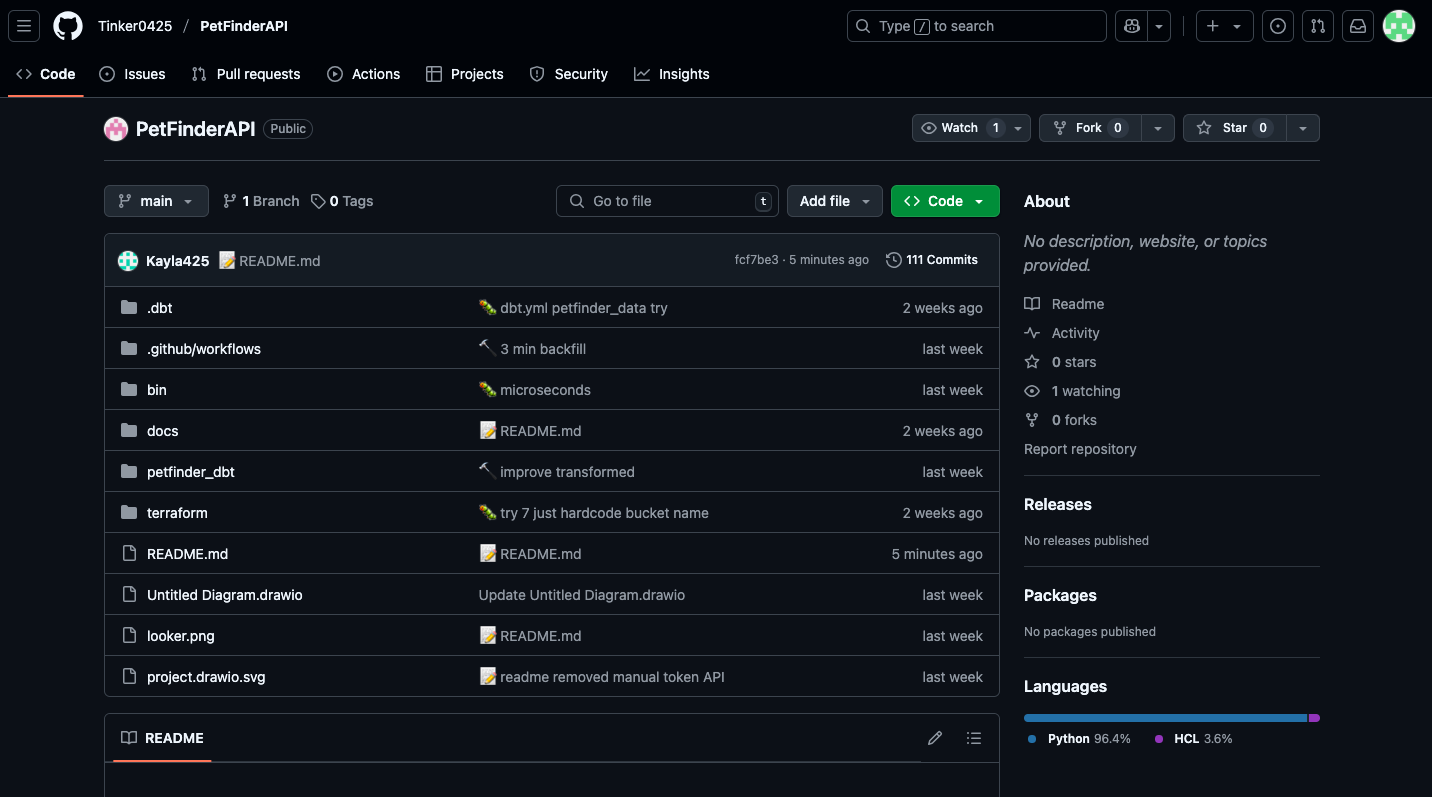 Tinker0425 / PetFinderAPI
Type / to search
Code Issues Pull requests Actions Projects Security Insights
PetFinderAPI Public
Watch 1 Fork 0 Star 0
main 1 Branch 0 Tags Go to file t Add file Code
Kayla425 README.md fcf7be3 · 5 minutes ago 111 Commits
.dbt dbt.yml petfinder_data try 2 weeks ago
.github/workflows 3 min backfill last week
bin microseconds last week
docs README.md 2 weeks ago
petfinder_dbt improve transformed last week
terraform try 7 just hardcode bucket name 2 weeks ago
README.md README.md 5 minutes ago
Untitled Diagram.drawio Update Untitled Diagram.drawio last week
looker.png README.md last week
project.drawio.svg readme removed manual token API last week
README
About
No description, website, or topics
provided.
Readme
Activity
0 stars
1 watching
0 forks
Report repository
Releases
No releases published
Packages
No packages published
Languages
Python 96.4% HCL 3.6%